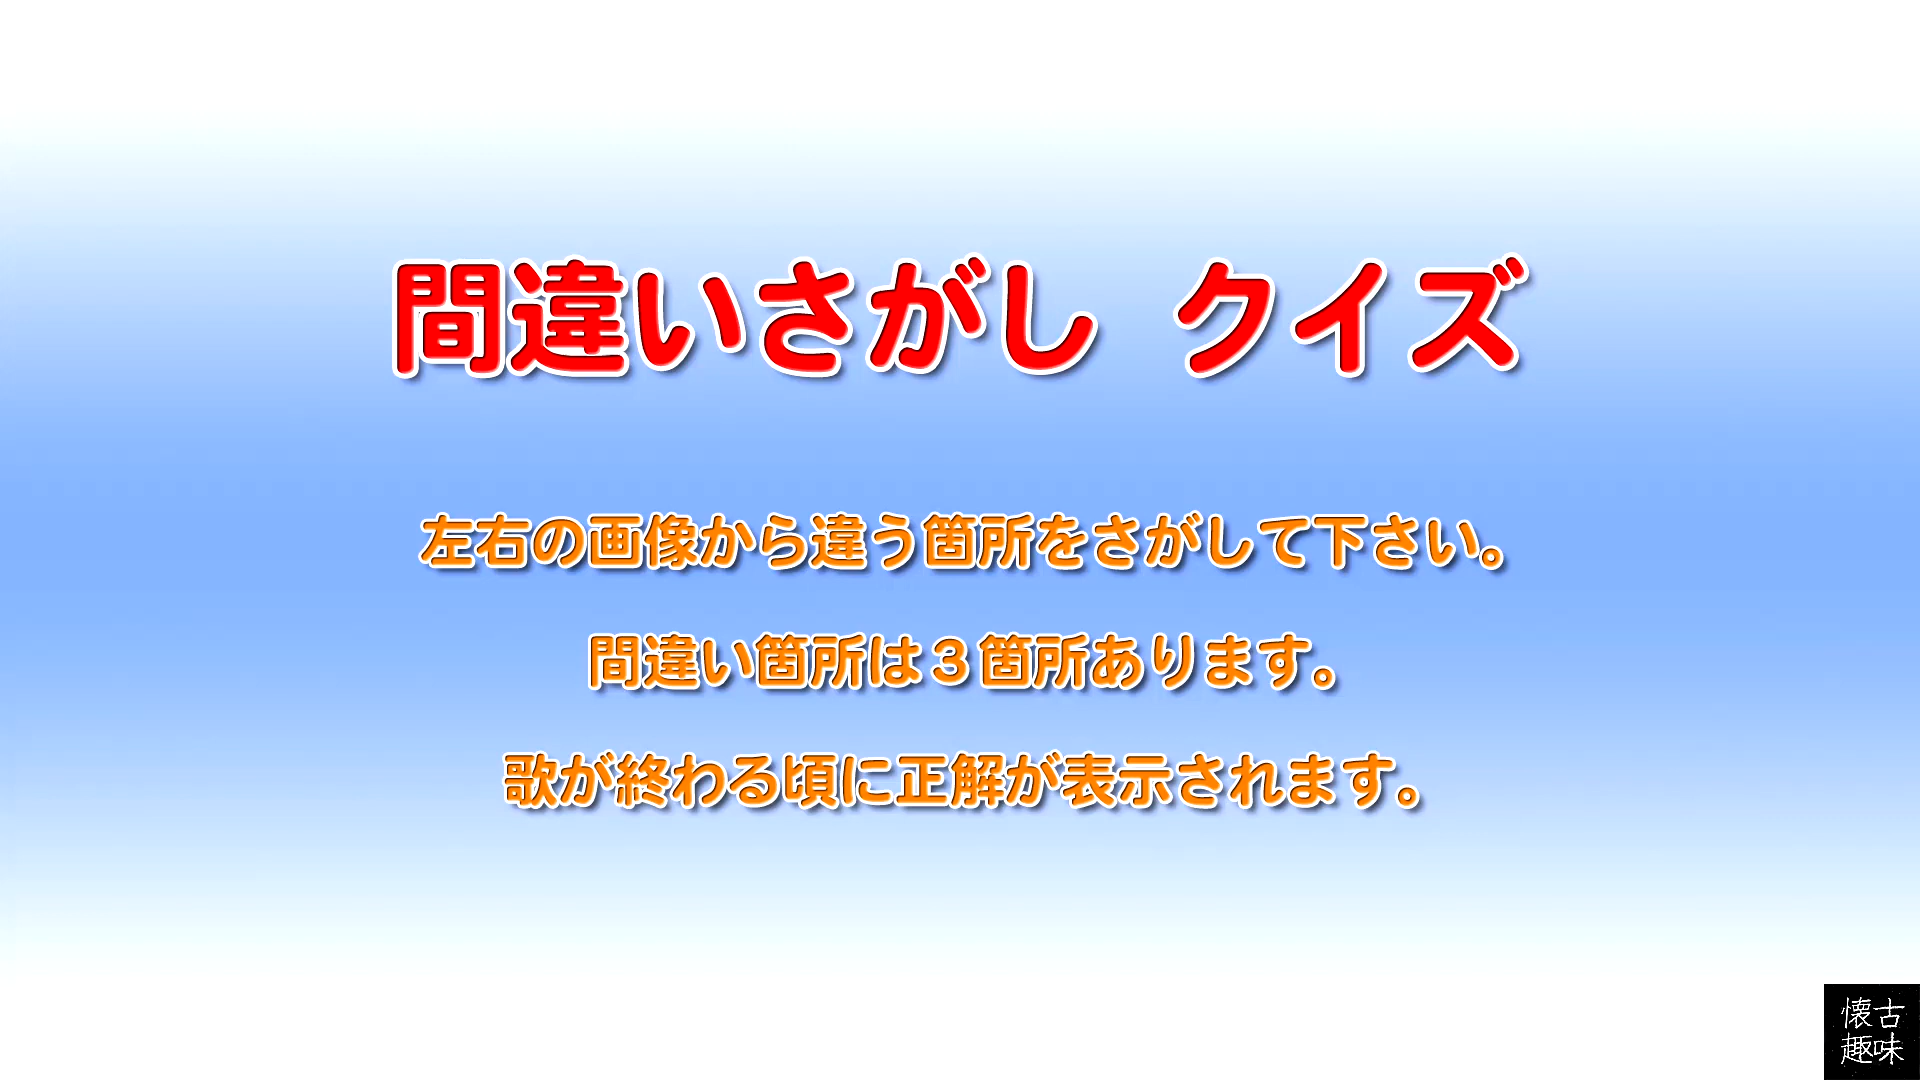 間違いさがし クイズ
左右の画像から違う箇所をさがして下さい。
間違い箇所は３箇所あります。
歌が終わる頃に正解が表示されます。
懐古
趣味